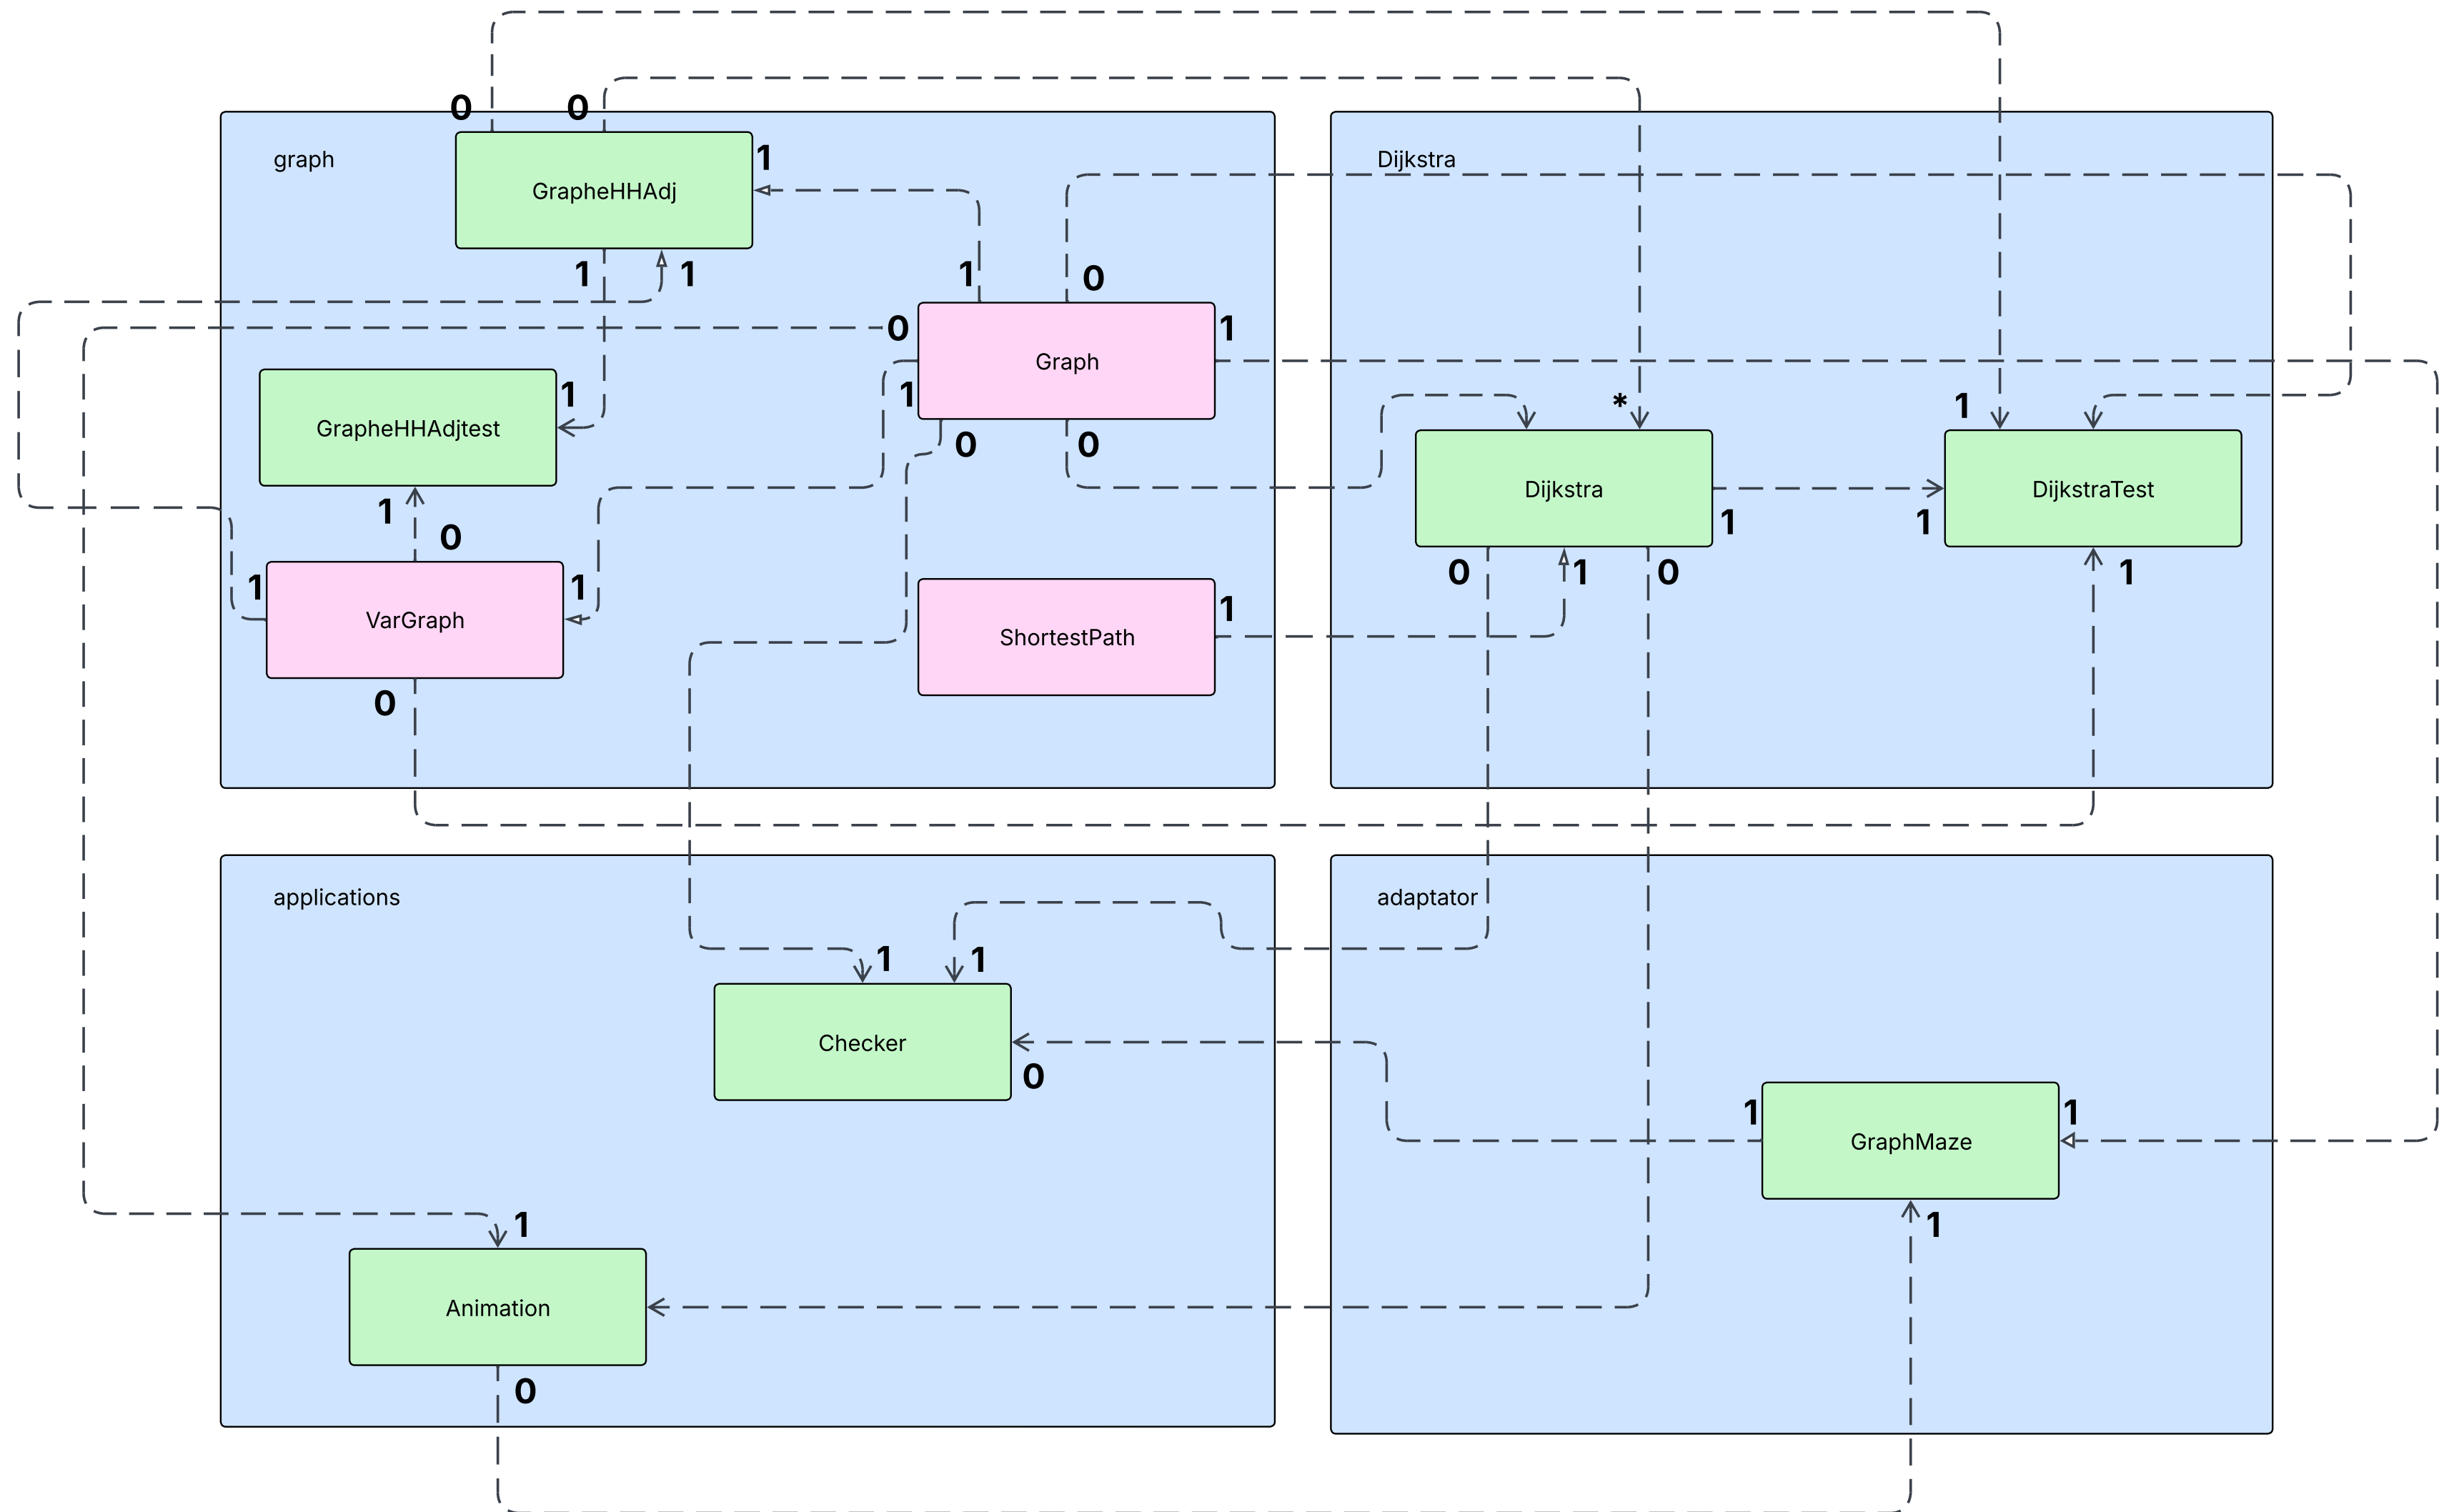 0
0
graph
GrapheHHAdj
1
Dijkstra
1
1
1
0
0
Graph
1
GrapheHHAdjtest
1
1
0
0
*
1
Dijkstra
DijkstraTest
1
1
1
0
0
1
0
1
1
1
VarGraph
ShortestPath
1
0
applications
adaptator
1
1
Checker
0
1
GraphMaze
1
1
1
Animation
0